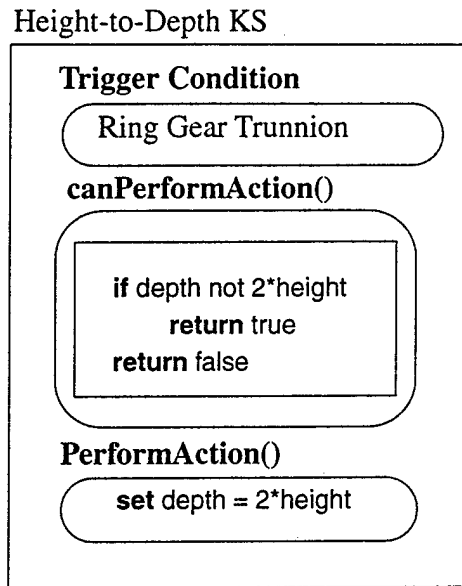 Height-to-Depth KS
Trigger Condition
Ring Gear Trunnion
canPerformAction()
if depth not 2*height
return true
return false
PerformAction()
set depth = 2*height